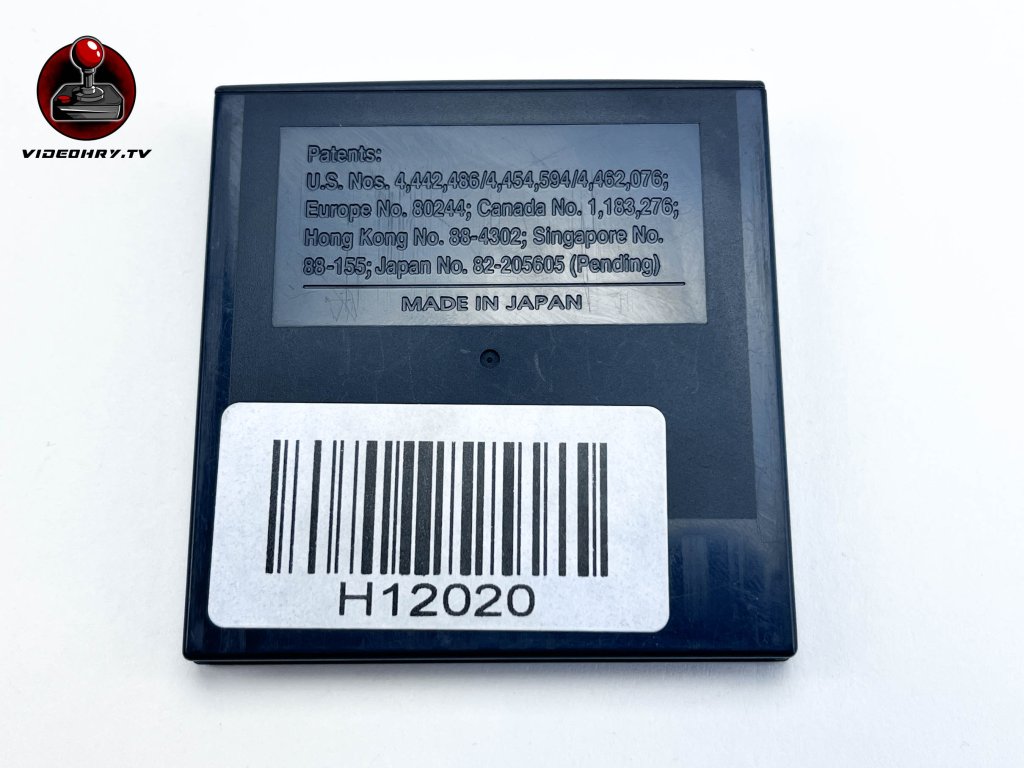 VIDEOHRY.TV
Patents:
U.S. Nos. 4,442,486/4,454,594/4,462,076;
Europe No. 80244; Canada No. 1,183,276;
Hong Kong No. 88-4302; Singapore No.
88-155; Japan No. 82-205605 (Pending)
MADE IN JAPAN
H12020